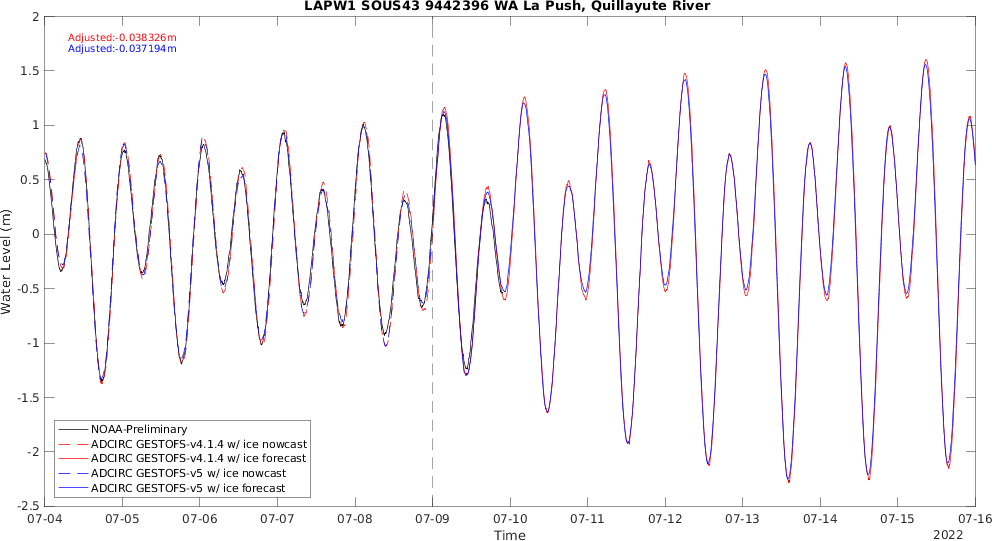 LAPW1 SOUS43 9442396 WA La Push, Quillayute River
Adjusted:-0.038326m
Adjusted:-0.037194m
2
1.5
1
0.5
0
-0.5
-1
-1.5
-2
-2.5
Water Level (m)
NOAA-Preliminary
ADCIRC GESTOFS-v4.1.4 w/ ice nowcast
ADCIRC GESTOFS-v4.1.4 w/ ice forecast
ADCIRC GESTOFS-v5 w/ ice nowcast
ADCIRC GESTOFS-v5 w/ ice forecast
07-04 07-05 07-06 07-07 07-08 07-09 07-10 07-11 07-12 07-13 07-14 07-15 07-16
Time
2022